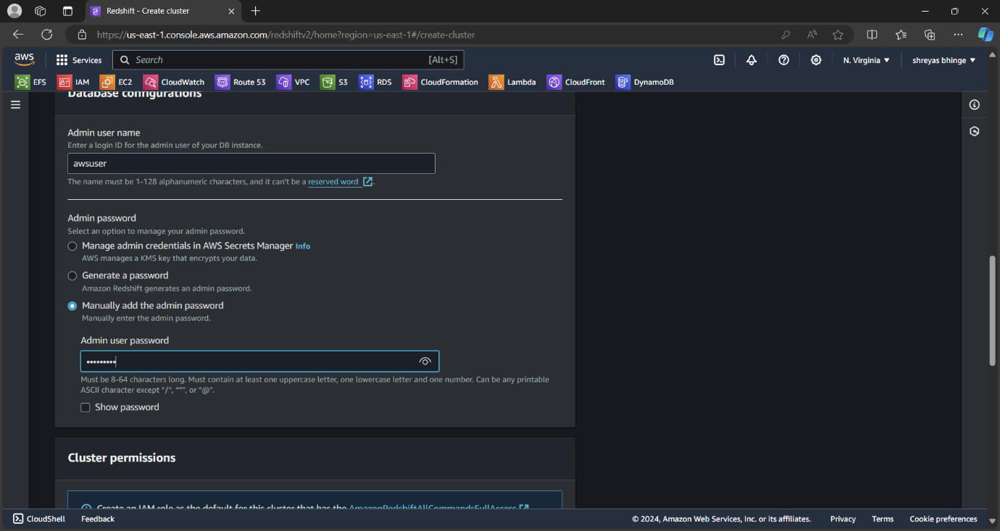 Redshift - Create cluster
https://us-east-1.console.aws.amazon.com/redshiftv2/home?region=us-east-1#/create-cluster
aws
Services
Search
[Alt+S]
N. Virginia
shreyas bhinge
EFS
IAM
EC2
CloudWatch
Route 53
VPC
S3
RDS
CloudFormation
Lambda
CloudFront
DynamoDB
Database configurations
Admin user name
Enter a login ID for the admin user of your DB instance.
awsuser
The name must be 1-128 alphanumeric characters, and it can't be a reserved word .
Admin password
Select an option to manage your admin password.
Manage admin credentials in AWS Secrets Manager Info
AWS manages a KMS key that encrypts your data.
Generate a password
Amazon Redshift generates an admin password.
Manually add the admin password
Manually enter the admin password.
Admin user password
•••••••••
Must be 8-64 characters long. Must contain at least one uppercase letter, one lowercase letter and one number. Can be any printable
ASCII character except "/", """, or "@".
Show password
Cluster permissions
Create an IAM role as the default for this cluster that has the AmazonRedshiftAllCommandsFullAccess
CloudShell
Feedback
© 2024, Amazon Web Services, Inc. or its affiliates.
Privacy
Terms
Cookie preferences